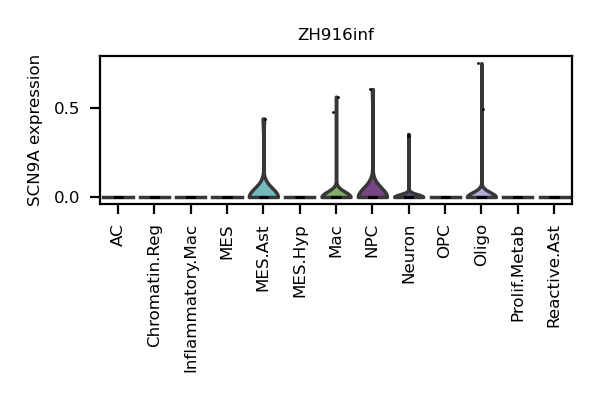 ZH916inf
SCN9A expression
0.5
0.0
AC
Chromatin.Reg
Inflammatory.Mac
MES
MES.Ast
MES.Hyp
Mac
NPC
Neuron
OPC
Oligo
Prolif.Metab
Reactive.Ast